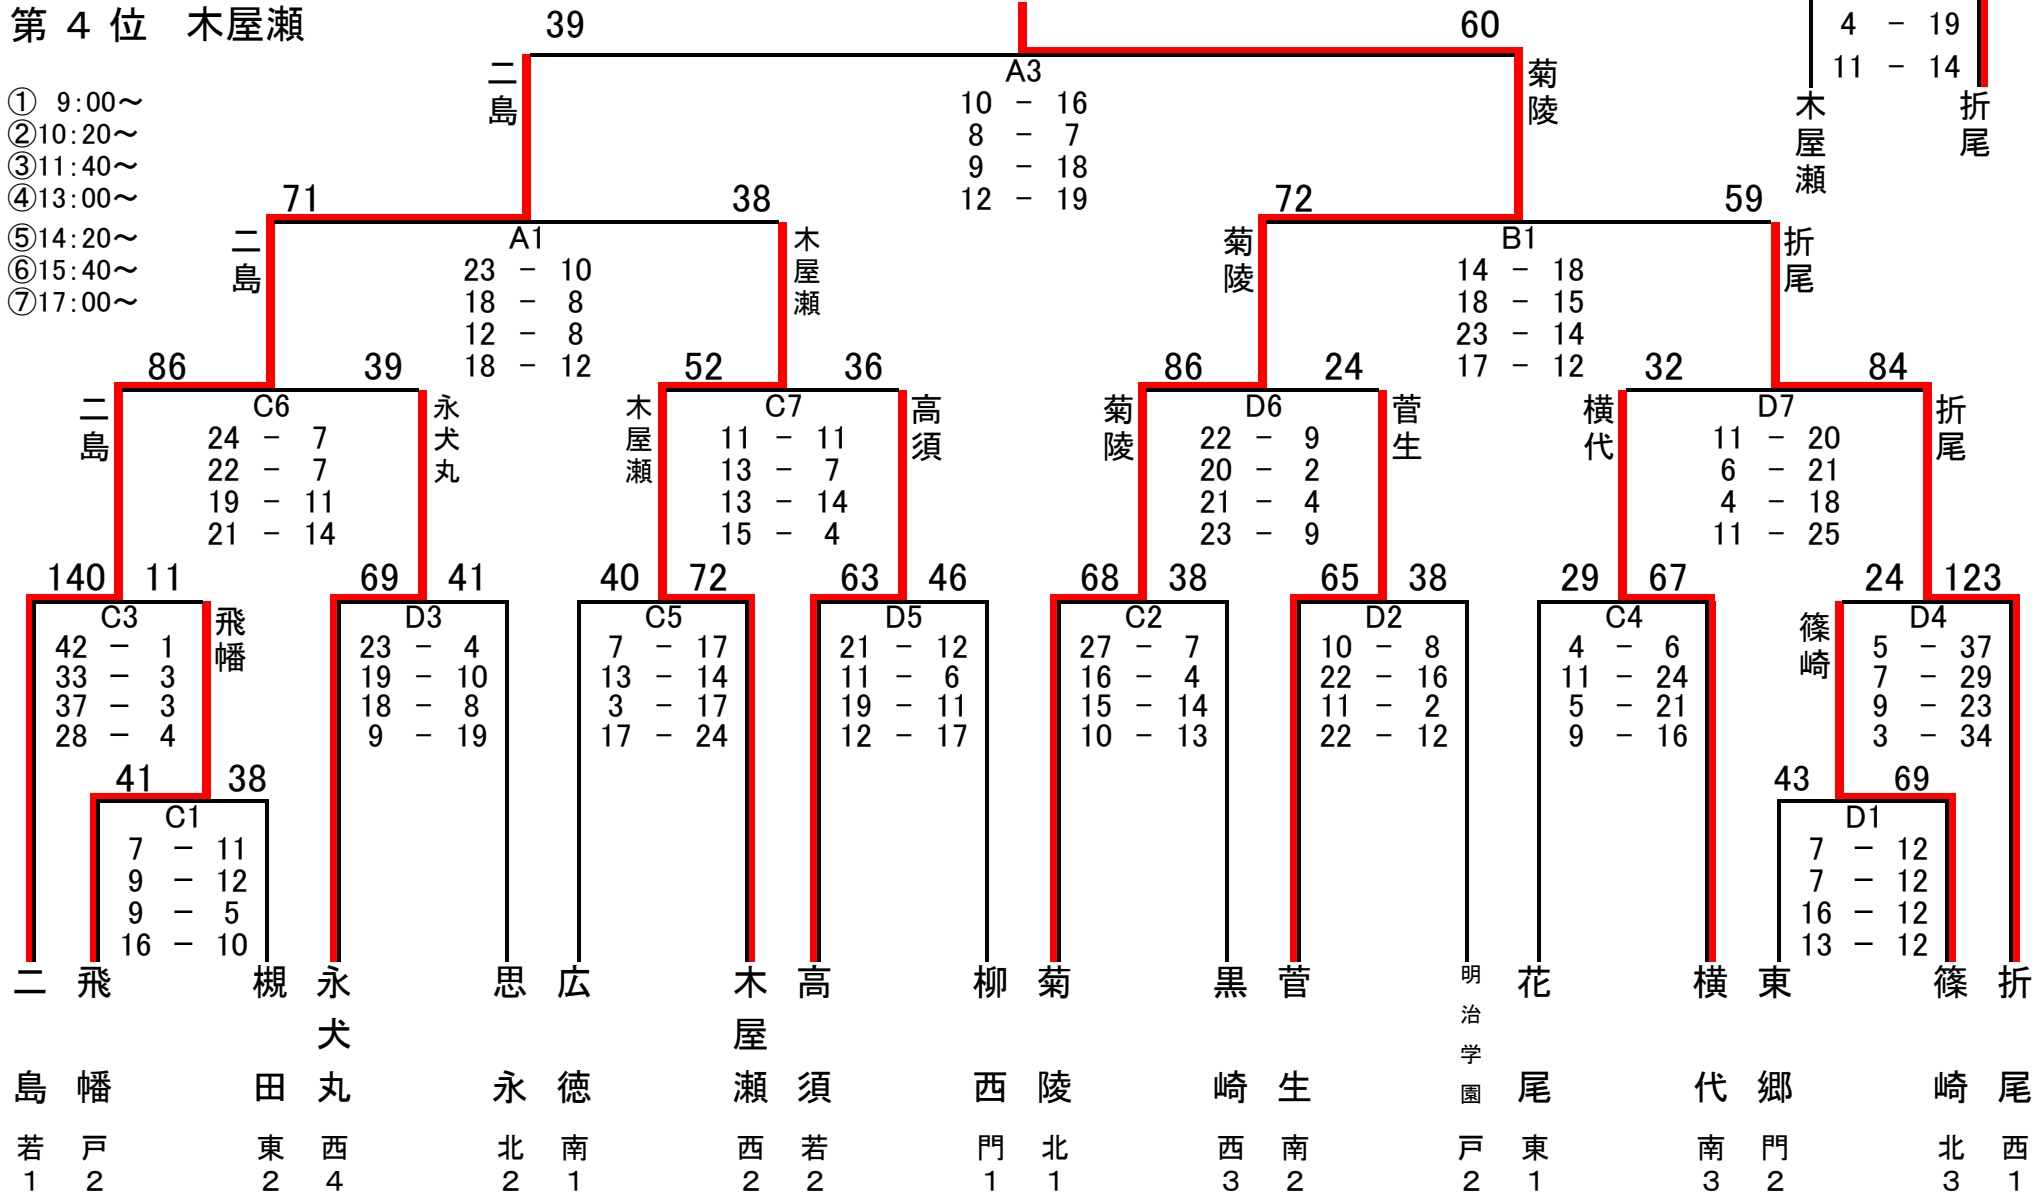 第 4 位　木屋瀬
39　60
4 － 19
11 － 14
木屋瀬　折尾
① 9:00～
②10:20～
③11:40～
④13:00～
⑤14:20～
⑥15:40～
⑦17:00～
二島　菊陵
A3
10 － 16
8 － 7
9 － 18
12 － 19
71　38
二島　木屋瀬
A1
23 － 10
18 － 8
12 － 8
18 － 12
72　59
菊陵　折尾
B1
14 － 18
18 － 15
23 － 14
17 － 12
86　39
二島　永犬丸
C6
24 － 7
22 － 7
19 － 11
21 － 14
52　36
木屋瀬　高須
C7
11 － 11
13 － 7
13 － 14
15 － 4
86　24
菊陵　菅生
D6
22 － 9
20 － 2
21 － 4
23 － 9
32　84
横代　折尾
D7
11 － 20
6 － 21
4 － 18
11 － 25
140　11
飛幡
C3
42 － 1
33 － 3
37 － 3
28 － 4
69　41
D3
23 － 4
19 － 10
18 － 8
9 － 19
40　72
C5
7 － 17
13 － 14
3 － 17
17 － 24
63　46
D5
21 － 12
11 － 6
19 － 11
12 － 17
68　38
C2
27 － 7
16 － 4
15 － 14
10 － 13
65　38
D2
10 － 8
22 － 16
11 － 2
22 － 12
29　67
C4
4 － 6
11 － 24
5 － 21
9 － 16
24　123
篠崎
D4
5 － 37
7 － 29
9 － 23
3 － 34
41　38
C1
7 － 11
9 － 12
9 － 5
16 － 10
43　69
D1
7 － 12
7 － 12
16 － 12
13 － 12
二島　若1
飛幡　戸2
槻田　東2
永犬丸　西4
思永　北2
広徳　南1
木屋瀬　西2
高須　若2
柳西　門1
菊陵　北1
黒崎　西3
菅生　南2
明治学園　戸2
花尾　東1
横代　南3
東郷　門2
篠崎　北3
折尾　西1